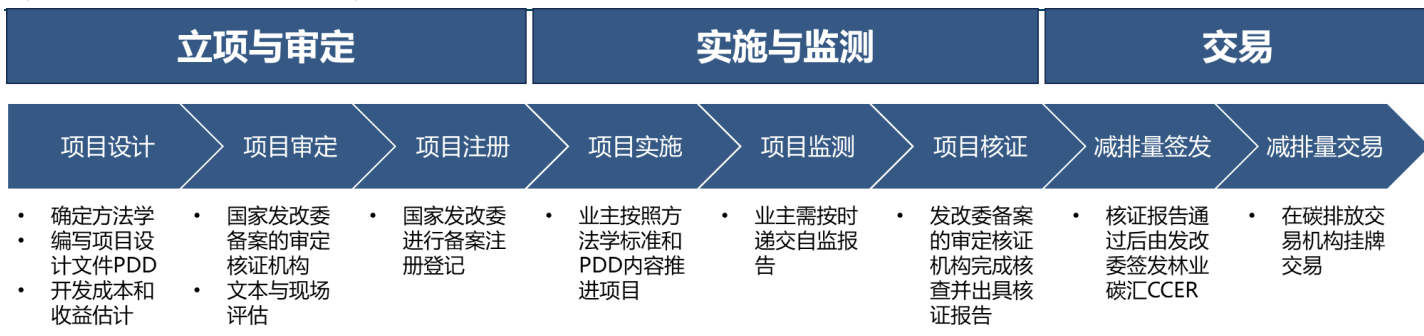 立项与审定
实施与监测
交易
项目设计
项目审定
项目注册
项目实施
项目监测
项目核证
减排量签发
减排量交易
• 确定方法学
• 编写项目设
计文件PDD
• 开发成本和
收益估计
• 国家发改委
备案的审定
核证机构
• 文本与现场
评估
• 国家发改委
进行备案注
册登记
• 业主按照方
法学标准和
PDD内容推
进项目
• 业主需按时
递交自监报
告
• 发改委备案
的审定核证
机构完成核
查并出具核
证报告
• 核证报告通
过后由发改
委签发林业
碳汇CCER
• 在碳排放交
易机构挂牌
交易